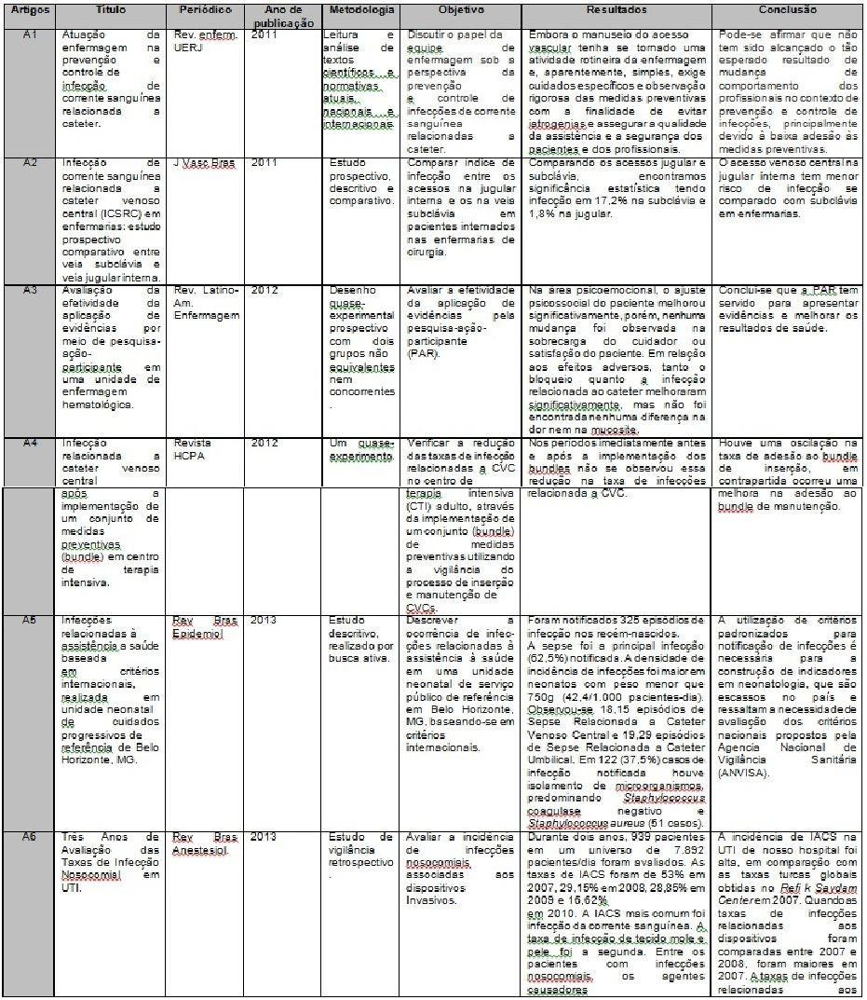 Artigos
Título
Periódico
Ano de
publicação
Metodologia
Objetivo
Resultados
Conclusão
A1
Atuação da
enfermagem na
prevenção e
controle de
infecção de
corrente sanguínea
relacionada a
cateter.
Rev. enferm.
UERJ
2011
Leitura e
análise de
textos
científicos e
normativas
atuais,
nacionais e
internacionais
Discutir o papel da
equipe de
enfermagem sob a
perspectiva da
prevenção
e controle de
infecções de corrente
sanguínea
relacionadas a
cateter.
Embora o manuseio do acesso
vascular tenha se tornado uma
atividade rotineira da enfermagem
e, aparentemente, simples, exige
cuidados específicos e observação
rigorosa das medidas preventivas
com a finalidade de evitar
iatrogenias e assegurar a qualidade
da assistência e a segurança dos
pacientes e dos profissionais.
Pode-se afirmar que não
tem sido alcançado o tão
esperado resultado de
mudança de
comportamento dos
profissionais no contexto de
prevenção e controle de
infecções, principalmente
devido à baixa adesão às
medidas preventivas.
A2
Infecção de
corrente sanguínea
relacionada a
cateter venoso
central (ICSRC) em
enfermarias: estudo
prospectivo
comparativo entre
veia subclávia e
veia jugular interna.
J Vasc Bras
2011
Estudo
prospectivo,
descritivo e
comparativo.
Comparar índice de
infecção entre os
acessos na jugular
interna e os na veia
subclávia em
pacientes internados
nas enfermarias de
cirurgia.
Comparando os acessos jugular e
subclávia, encontramos
significância estatística tendo
infecção em 17,2% na subclávia e
1,8% na jugular.
O acesso venoso central na
jugular interna tem menor
risco de infecção se
comparado com subclávia
em enfermarias.
A3
Avaliação da
efetividade da
aplicação de
evidências por
meio de pesquisa-
ação-
participante em
uma unidade de
enfermagem
hematológica.
Rev. Latino-
Am.
Enfermagem
2012
Desenho
quase-
experimental
prospectivo
com dois
grupos não
equivalentes
nem
concorrentes
.
Avaliar a efetividade
da aplicação de
evidências pela
pesquisa-ação-
participante
(PAR).
Na área psicoemocional, o ajuste
psicossocial do paciente melhorou
significativamente, porém, nenhuma
mudança foi observada na
sobrecarga do cuidador ou
satisfação do paciente. Em relação
aos efeitos adversos, tanto o
bloqueio quanto a infecção
relacionada ao cateter melhoraram
significativamente, mas não foi
encontrada nenhuma diferença na
dor nem na mucosite.
Conclui-se que a PAR tem
servido para apresentar
evidências e melhorar os
resultados de saúde.
A4
Infecção
relacionada a
cateter venoso
central
após a
implementação de
um conjunto de
medidas
preventivas
(bundle) em centro
de terapia
intensiva.
Revista
HCPA
2012
Um quase-
experimento.
Verificar a redução
das taxas de infecção
relacionadas a CVC
no centro de
terapia intensiva
(CTI) adulto, através
da implementação de
um conjunto (bundle)
de medidas
preventivas utilizando
a vigilância do
processo de inserção
e manutenção de
CVCs.
Nos períodos imediatamente antes
e após a implementação dos
bundles não se observou essa
redução na taxa de infecções
relacionada a CVC.
Houve uma oscilação na
taxa de adesão ao bundle
de inserção, em
contrapartida ocorreu uma
melhora na adesão ao
bundle de manutenção.
A5
Infecções
relacionadas à
assistência a saúde
baseada
em critérios
internacionais,
realizada em
unidade neonatal
de cuidados
progressivos de
referência de Belo
Horizonte, MG.
Rev Bras
Epidemiol
2013
Estudo
descritivo,
realizado por
busca ativa.
Descrever a
ocorrência de infec-
ções relacionadas à
assistência à saúde
em uma unidade
neonatal de serviço
público de referência
em Belo Horizonte,
MG, baseando-se em
critérios
internacionais.
Foram notificados 325 episódios de
infecção nos recém-nascidos.
A sepse foi a principal infecção
(62,5%) notificada. A densidade de
incidência de infecções foi maior em
neonatos com peso menor que
750g (42,4/1.000 pacientes-dia).
Observou-se 18,15 episódios de
Sepse Relacionada a Cateter
Venoso Central e 19,29 episódios
de Sepse Relacionada a Cateter
Umbilical. Em 122 (37,5%) casos de
infecção notificada houve
isolamento de microorganismos,
predominando Staphylococcus
coagulase negativo e
Staphylococcus aureus (51 casos).
A utilização de critérios
padronizados para
notificação de infecções é
necessária para a
construção de indicadores
em neonatologia, que são
escassos no país e
ressaltam a necessidade de
avaliação dos critérios
nacionais propostos pela
Agencia Nacional de
Vigilância Sanitária
(ANVISA).
A6
Três Anos de
Avaliação das
Taxas de Infecção
Nosocomial em
UTI.
Rev Bras
Anestesiol.
2013
Estudo de
vigilância
retrospectivo
.
Avaliar a incidência
de infecções
nosocomiais
associadas aos
dispositivos
Invasivos.
Durante dois anos, 939 pacientes
em um universo de 7.892
pacientes/dia foram avaliados. As
taxas de IACS foram de 53% em
2007, 29,15% em 2008, 28,85% em
2009 e 16,62%
em 2010. A IACS mais comum foi
infecção da corrente sanguínea. A
taxa de infecção de tecido mole e
pele foi a segunda. Entre os
pacientes com infecções
nosocomiais, os agentes
causadores
A incidência de IACS na
UTI de nosso hospital foi
alta, em comparação com
as taxas turcas globais
obtidas no Refi k Saydam
Center em 2007. Quando as
taxas de infecções
relacionadas aos
dispositivos foram
comparadas entre 2007 e
2008, foram maiores em
2007. A taxas de infecções
relacionadas aos